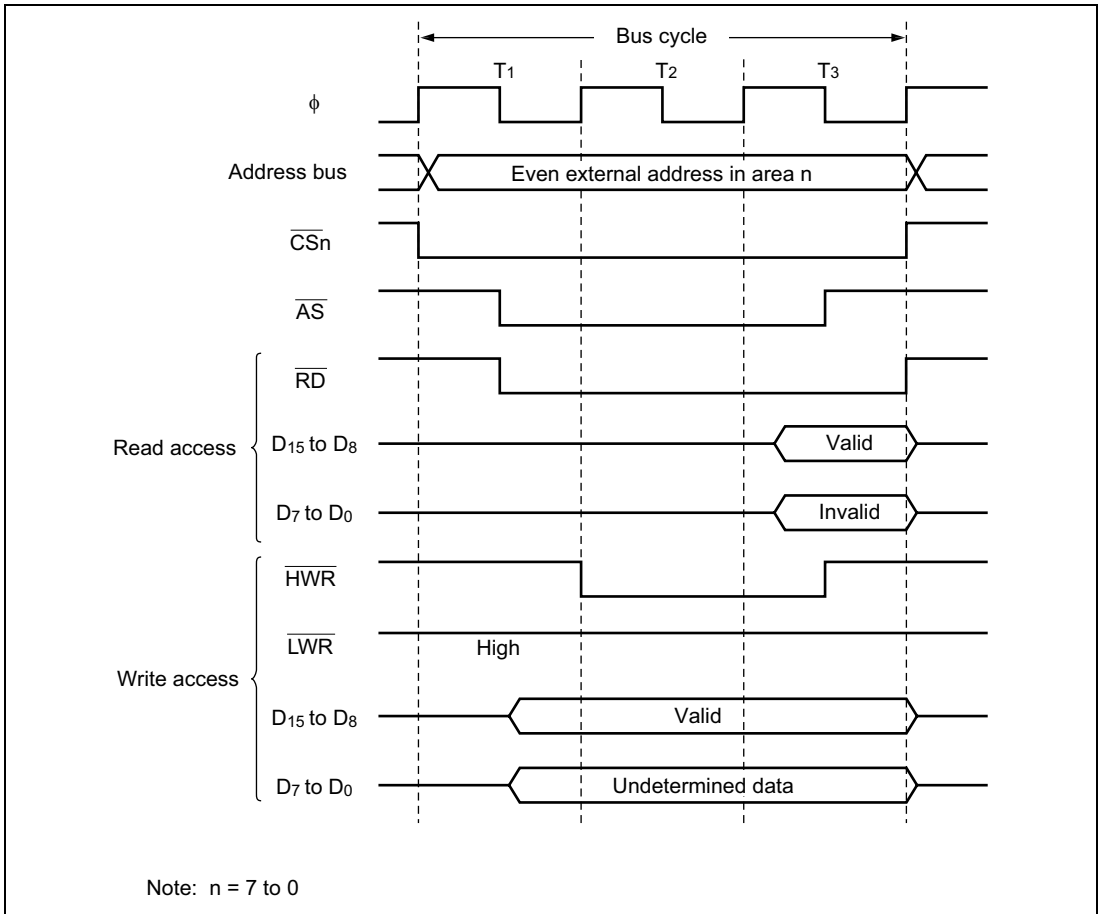 Bus cycle
T1 T2 T3
ϕ
Address bus Even external address in area n
CSn
AS
RD
Read access D15 to D8 Valid
D7 to D0 Invalid
HWR
LWR High
Write access
D15 to D8 Valid
D7 to D0 Undetermined data
Note: n = 7 to 0